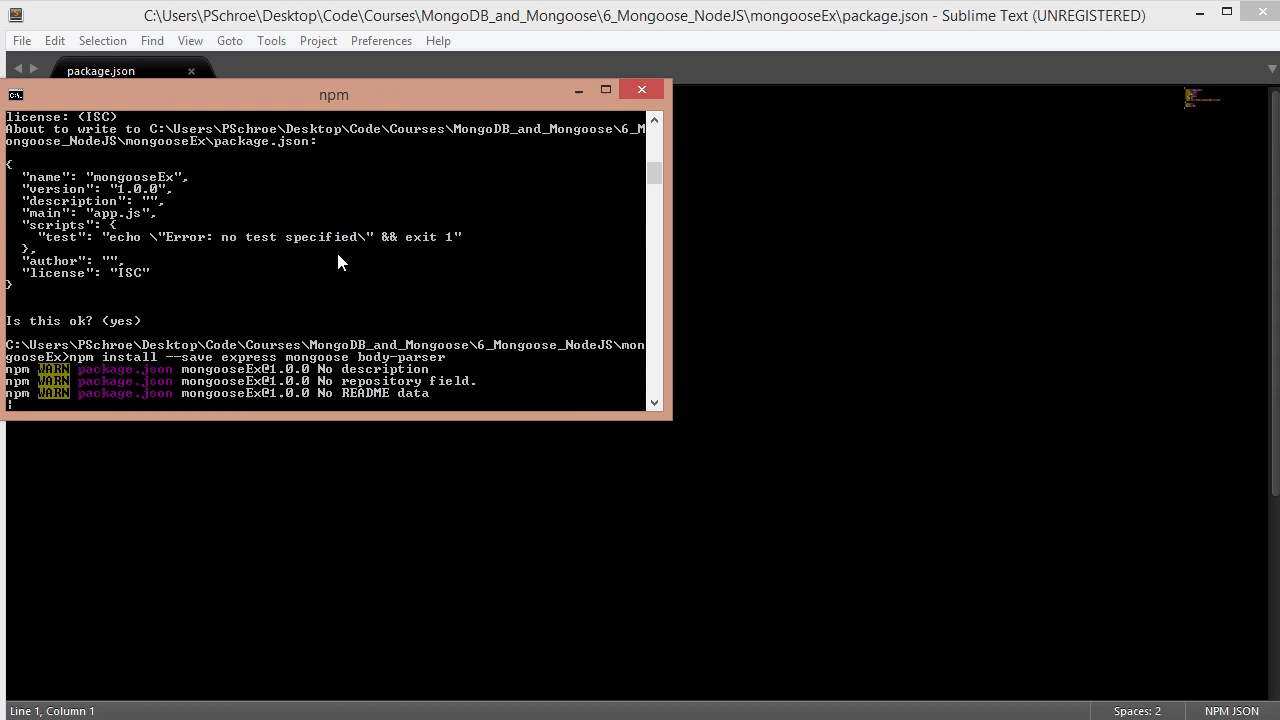 C:\Users\PSchroe\Desktop\Code\Courses\MongoDB_and_Mongoose\6_Mongoose_NodeJS\mongooseEx\package.json - Sublime Text (UNREGISTERED)
File Edit Selection Find View Goto Tools Project Preferences Help
package.json
npm
license: (ISC)
About to write to C:\Users\PSchroe\Desktop\Code\Courses\MongoDB_and_Mongoose\6_M
ongoose_NodeJS\mongooseEx\package.json:
{
"name": "mongooseEx",
"version": "1.0.0",
"description": "",
"main": "app.js",
"scripts": {
"test": "echo \"Error: no test specified\" && exit 1"
},
"author": "",
"license": "ISC"
}
Is this ok? (yes)
C:\Users\PSchroe\Desktop\Code\Courses\MongoDB_and_Mongoose\6_Mongoose_NodeJS\mon
gooseEx>npm install --save express mongoose body-parser
npm WARN package.json mongooseEx@1.0.0 No description
npm WARN package.json mongooseEx@1.0.0 No repository field.
npm WARN package.json mongooseEx@1.0.0 No README data
¦
Line 1, Column 1
Spaces: 2
NPM JSON